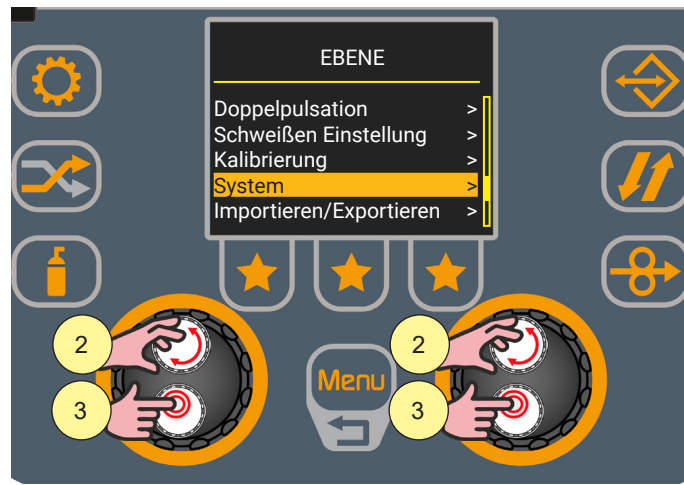 EBENE
Doppelpulsation >
Schweißen Einstellung >
Kalibrierung >
System >
Importieren/Exportieren >
2
2
3
Menu
3